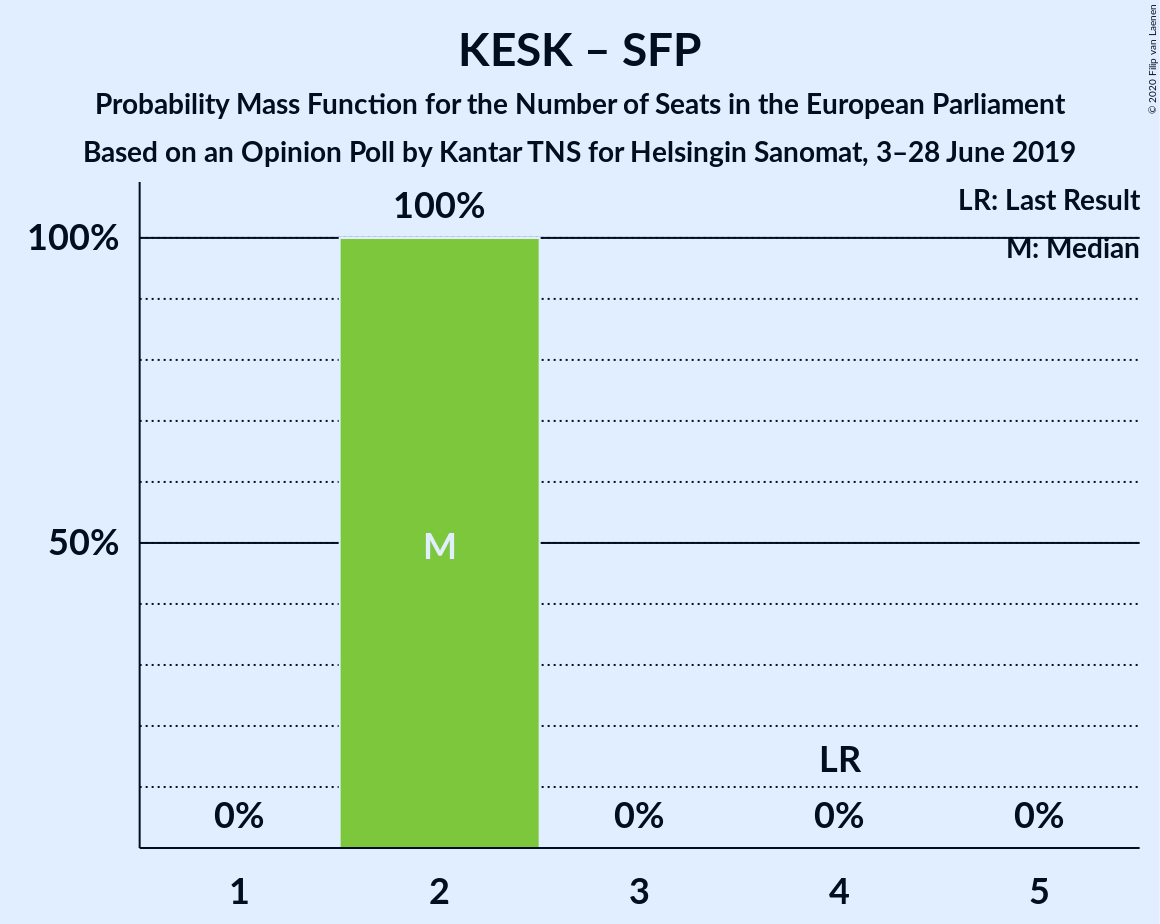 KESK – SFP
Probability Mass Function for the Number of Seats in the European Parliament
Based on an Opinion Poll by Kantar TNS for Helsingin Sanomat, 3–28 June 2019
© 2020 Filip van Laenen
LR: Last Result
M: Median
100%
100%
50%
M
LR
0%
0%
0%
0%
1
2
3
4
5